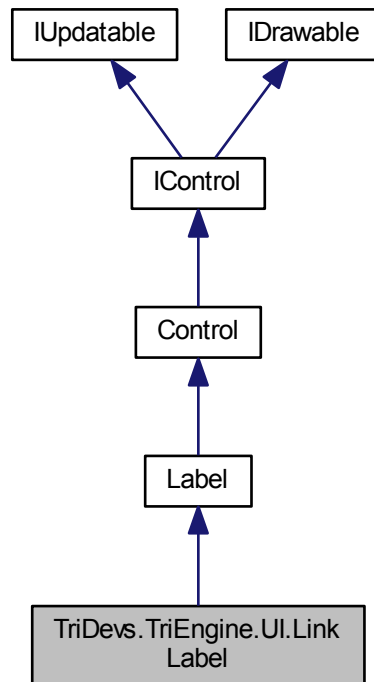 IUpdatable
IDrawable
IControl
Control
Label
TriDevs.TriEngine.UI.Link
Label